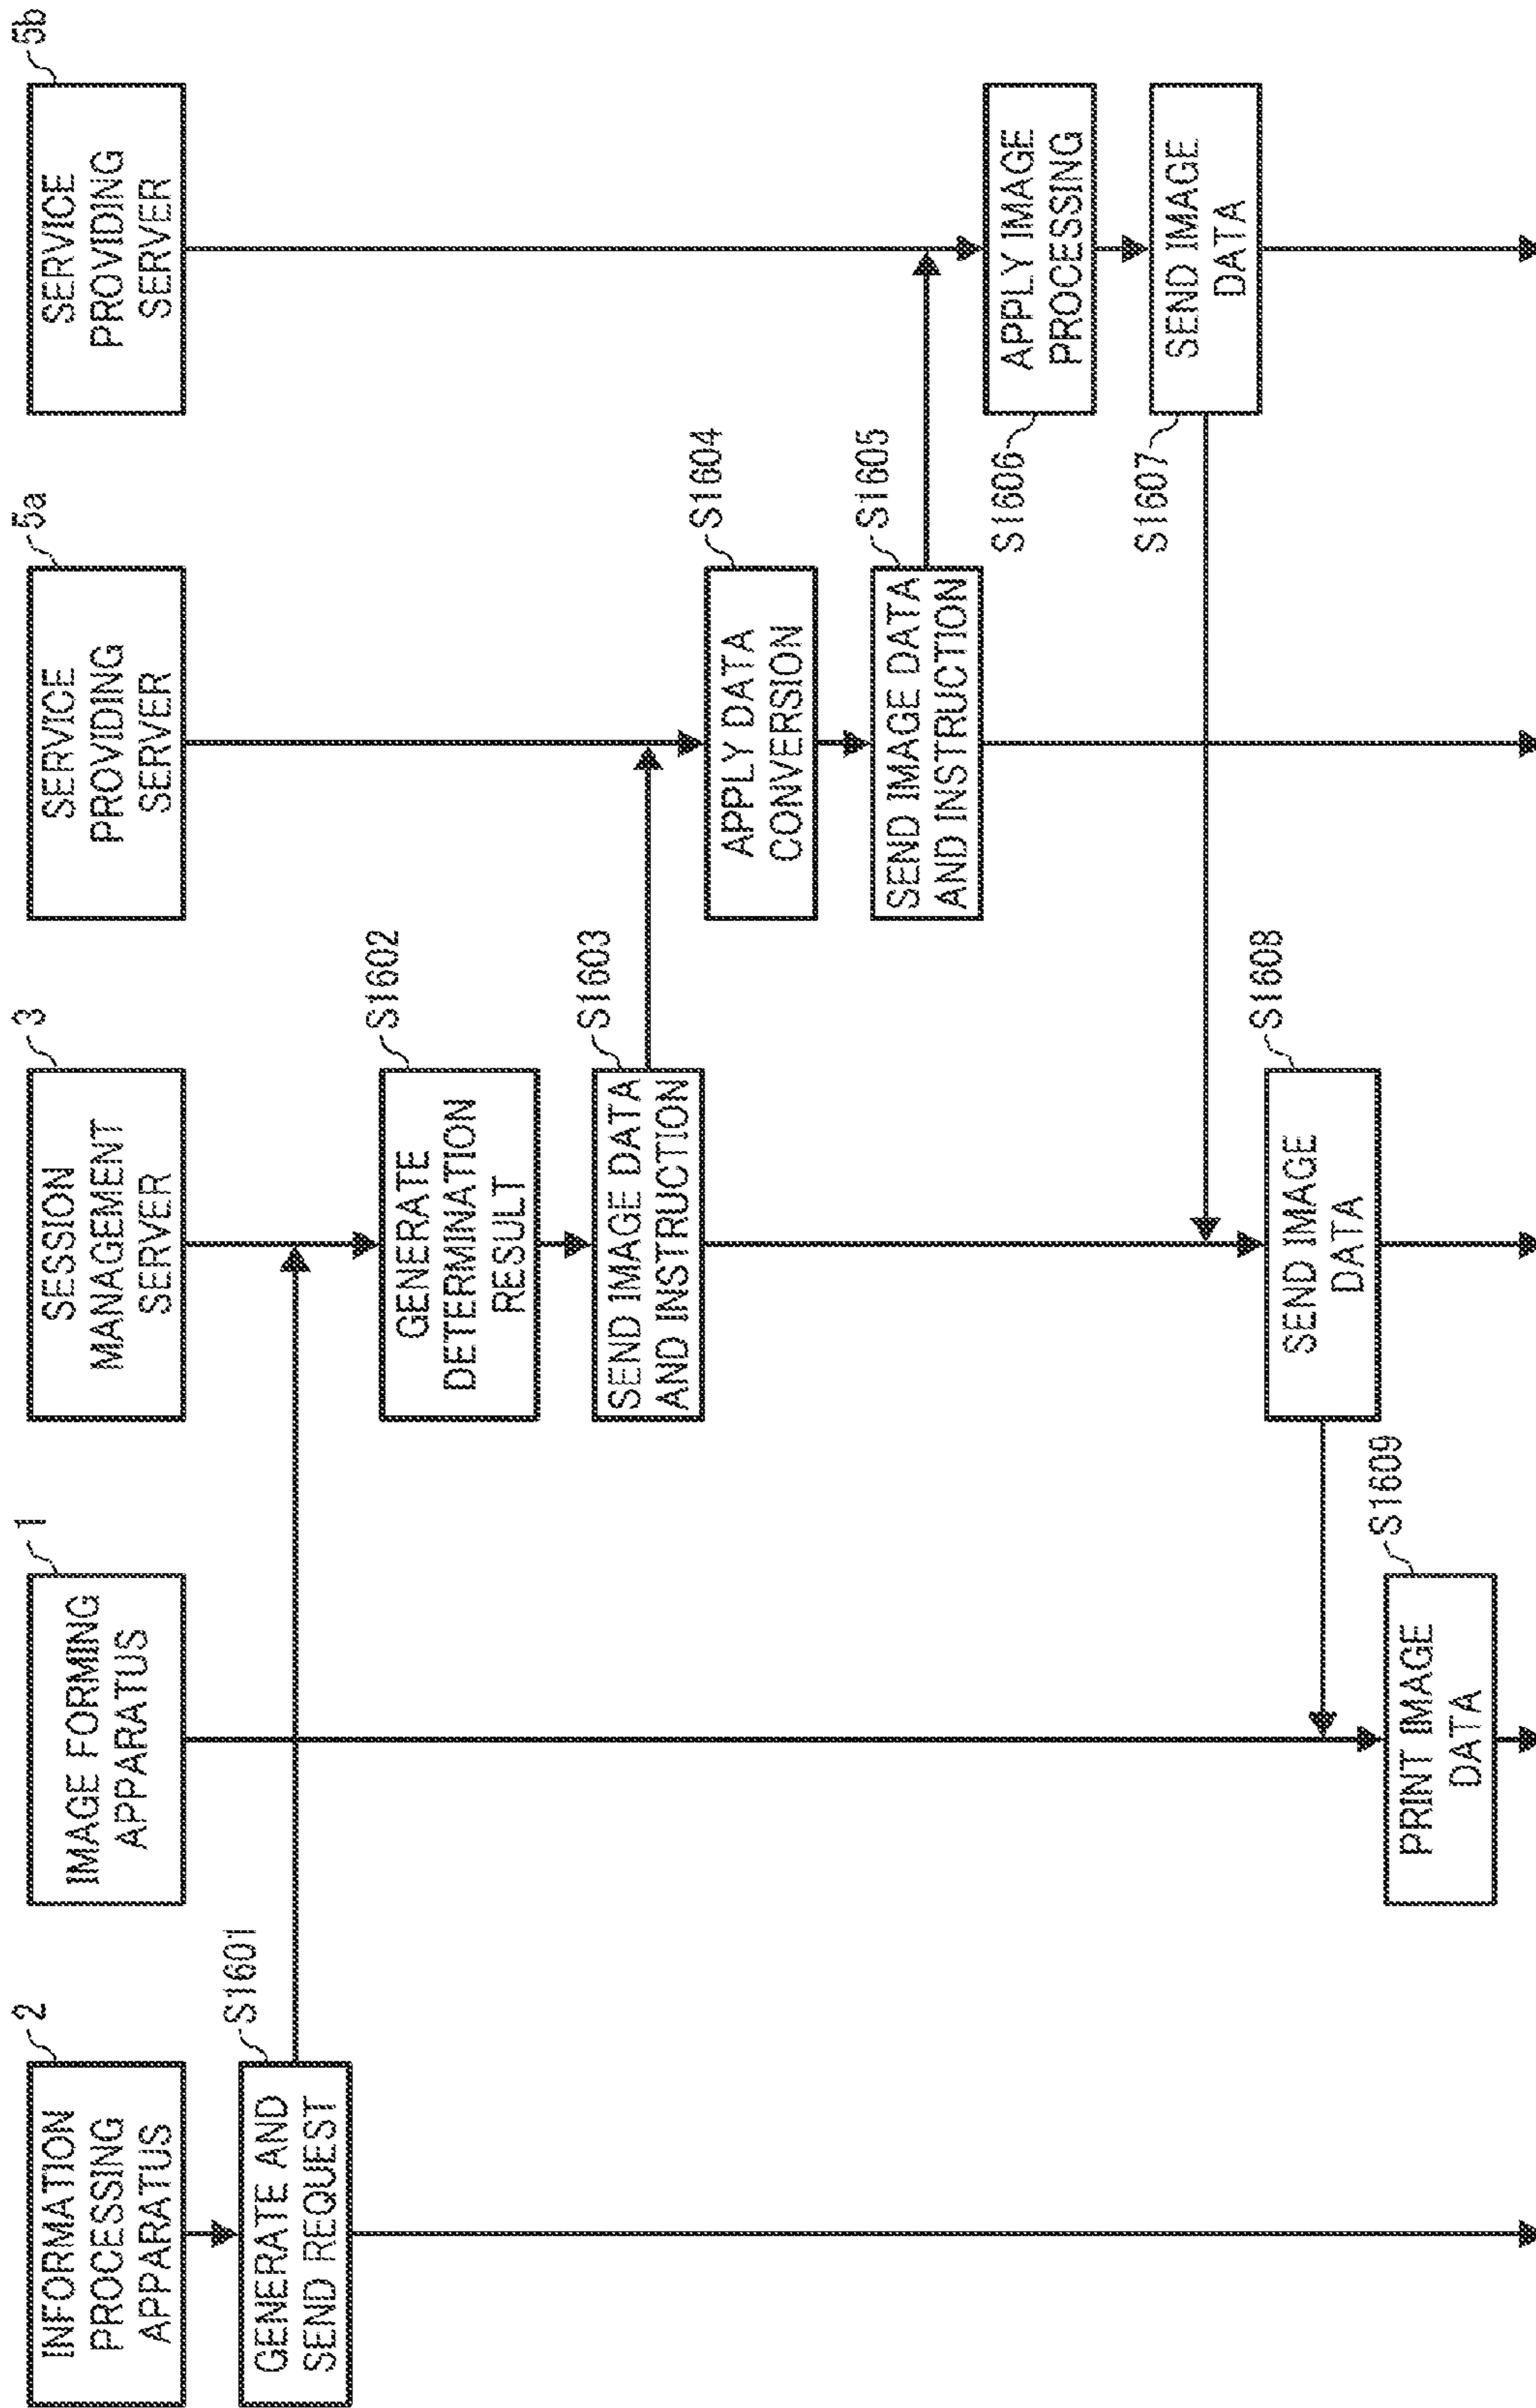 2
INFORMATION
PROCESSING
APPARATUS
1
IMAGE FORMING
APPARATUS
3
SESSION
MANAGEMENT
SERVER
5a
SERVICE
PROVIDING
SERVER
5b
SERVICE
PROVIDING
SERVER
S1601
GENERATE AND
SEND REQUEST
S1602
GENERATE
DETERMINATION
RESULT
S1603
SEND IMAGE DATA
AND INSTRUCTION
S1604
APPLY DATA
CONVERSION
S1605
SEND IMAGE DATA
AND INSTRUCTION
S1606
APPLY IMAGE
PROCESSING
S1607
SEND IMAGE
DATA
S1608
SEND IMAGE
DATA
S1609
PRINT IMAGE
DATA